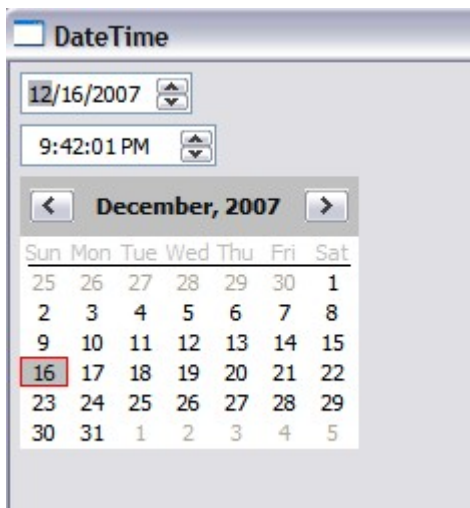 DateTime
12/16/2007
9:42:01 PM
December, 2007
Sun Mon Tue Wed Thu Fri Sat
25 26 27 28 29 30 1
2 3 4 5 6 7 8
9 10 11 12 13 14 15
16 17 18 19 20 21 22
23 24 25 26 27 28 29
30 31 1 2 3 4 5